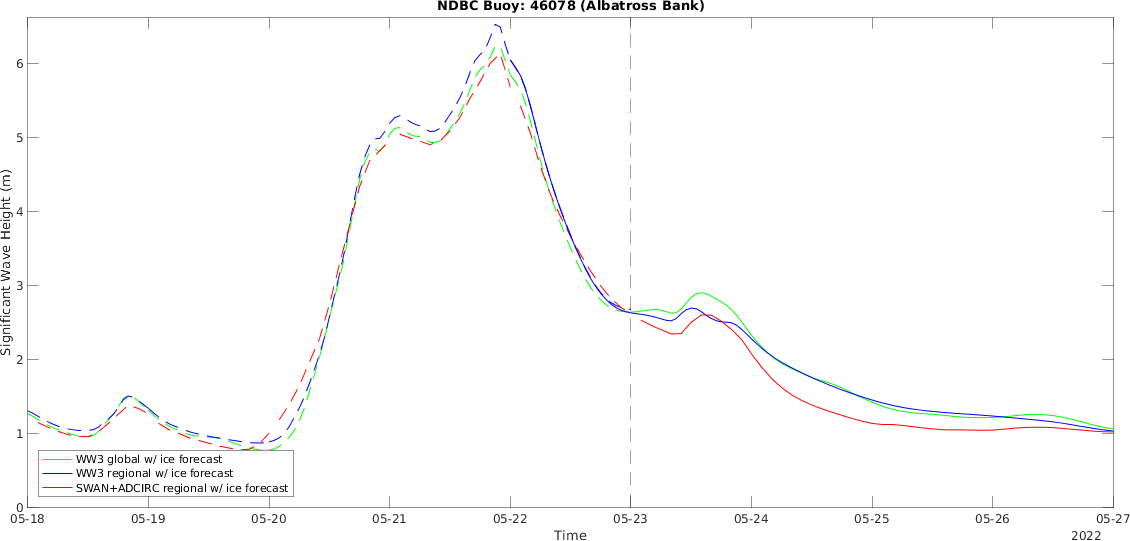 NDBC Buoy: 46078 (Albatross Bank)
Significant Wave Height (m)
6
5
4
3
2
1
0
WW3 global w/ ice forecast
WW3 regional w/ ice forecast
SWAN+ADCIRC regional w/ ice forecast
05-18 05-19 05-20 05-21 05-22 05-23 05-24 05-25 05-26 05-27
Time
2022